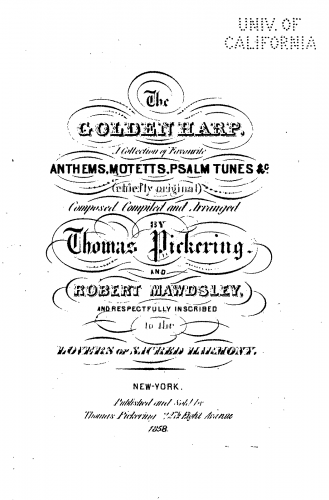 UNIV. OF
CALIFORNIA
The
GOLDEN HARP.
A Collection of Favourite
ANTHEMS, MOTETTS, PSALM TUNES &c.
(chiefly original)
Composed Compiled and Arranged
BY
Thomas Pickering.
AND
ROBERT MAWDSLEY,
AND RESPECTFULLY INSCRIBED
to the
LOVERS OF SACRED HARMONY.
NEW-YORK.
Published and Sold by
Thomas Pickering Eight Avenue
1858.